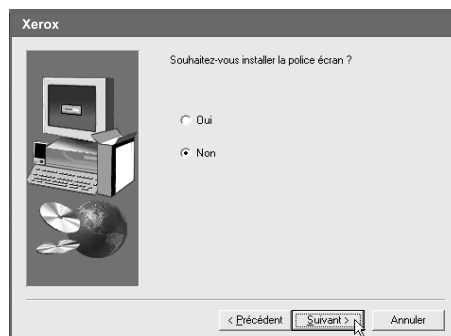 Xerox
Souhaitez-vous installer la police écran ?
Oui
Non
< Précédent
Suivant >
Annuler